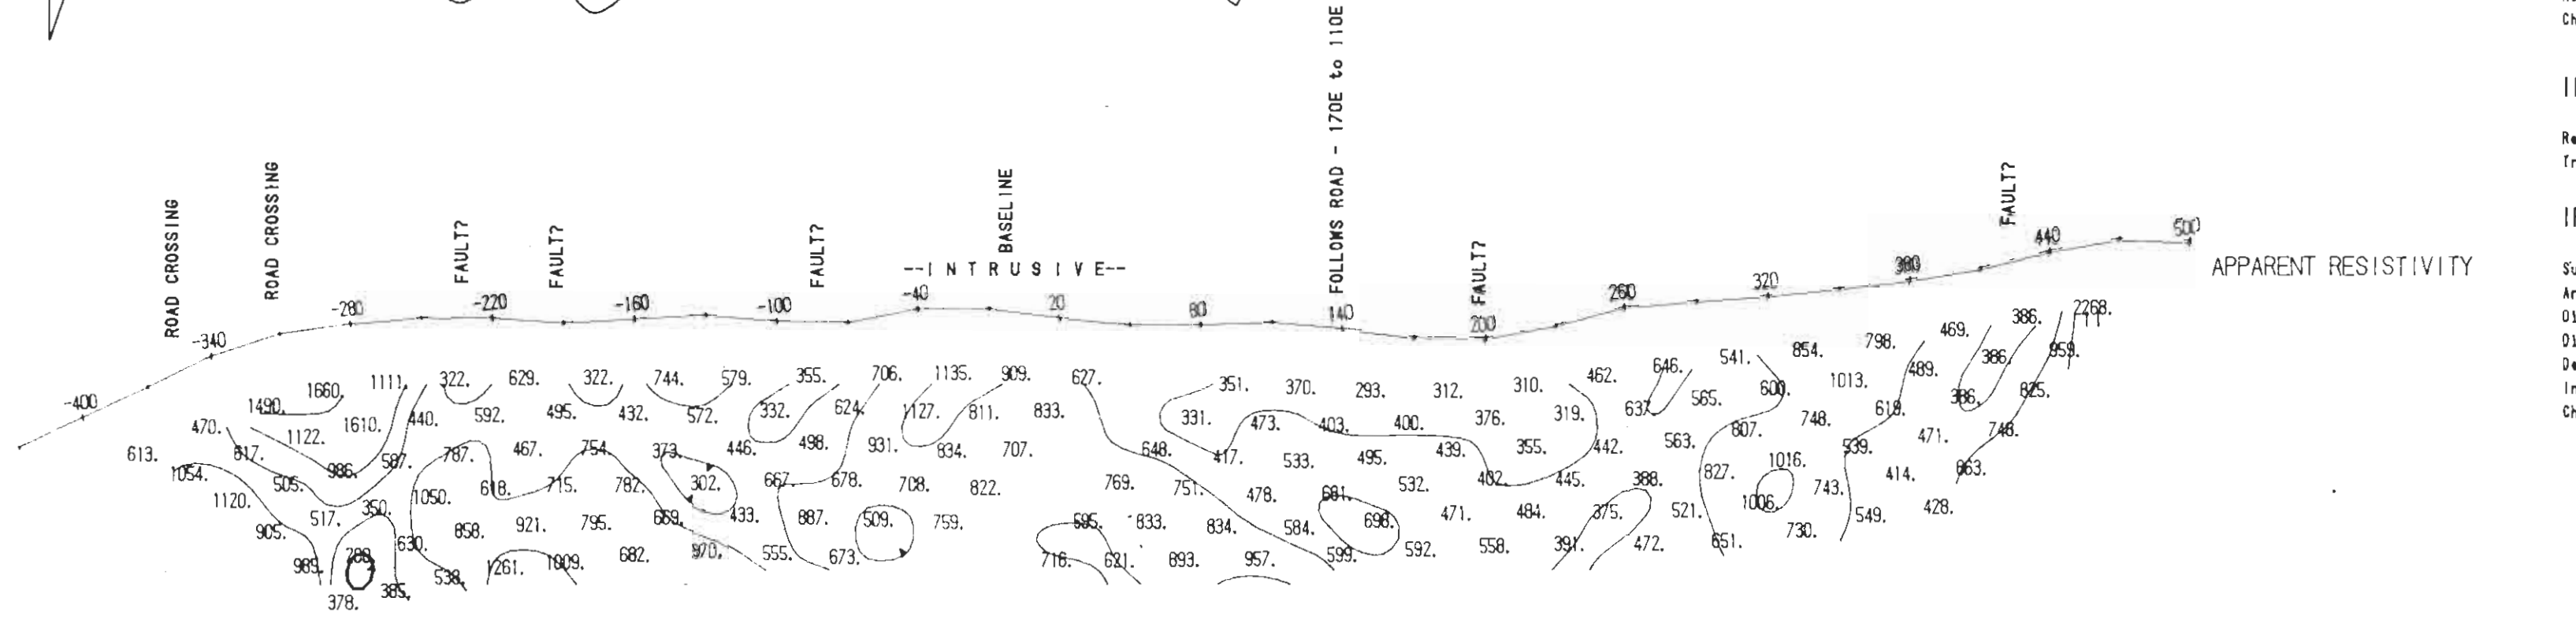 Ch
Re
Tr
FOLLOWS ROAD - 170E to 110E
ROAD CROSSING
ROAD CROSSING
FAULT?
FAULT?
FAULT?
BASELINE
--INTRUSIVE--
FAULT?
FAULT?
-400 -340 -280 -220 -160 -100 -40 20 80 140 200 260 320 380 440 500
APPARENT RESISTIVITY
1490. 1660. 1111. 322. 629. 322. 744. 579. 355. 706. 1135. 909. 627. 351. 370. 293. 312. 310. 462. 646. 541. 854. 798. 469. 386. 2268.
470. 1122. 1610. 440. 592. 495. 432. 572. 332. 624. 1127. 811. 833. 331. 473. 403. 400. 376. 319. 637. 565. 600. 1013. 489. 386. 959.
613. 617. 986. 587. 787. 467. 754. 373. 446. 498. 931. 834. 707. 648. 417. 533. 495. 439. 355. 442. 563. 807. 748. 619. 386. 825.
1054. 505. 350. 1050. 618. 715. 782. 302. 667. 678. 708. 822. 769. 751. 478. 681. 532. 402. 445. 388. 827. 1016. 539. 471. 748.
1120. 517. 630. 858. 921. 795. 669. 433. 887. 509. 759. 595. 833. 834. 584. 698. 471. 484. 375. 521. 1006. 743. 414. 863.
905. 538. 1261. 1009. 682. 970. 555. 673. 716. 621. 893. 957. 599. 592. 558. 391. 472. 651. 730. 549. 428.
989. 385.
378.